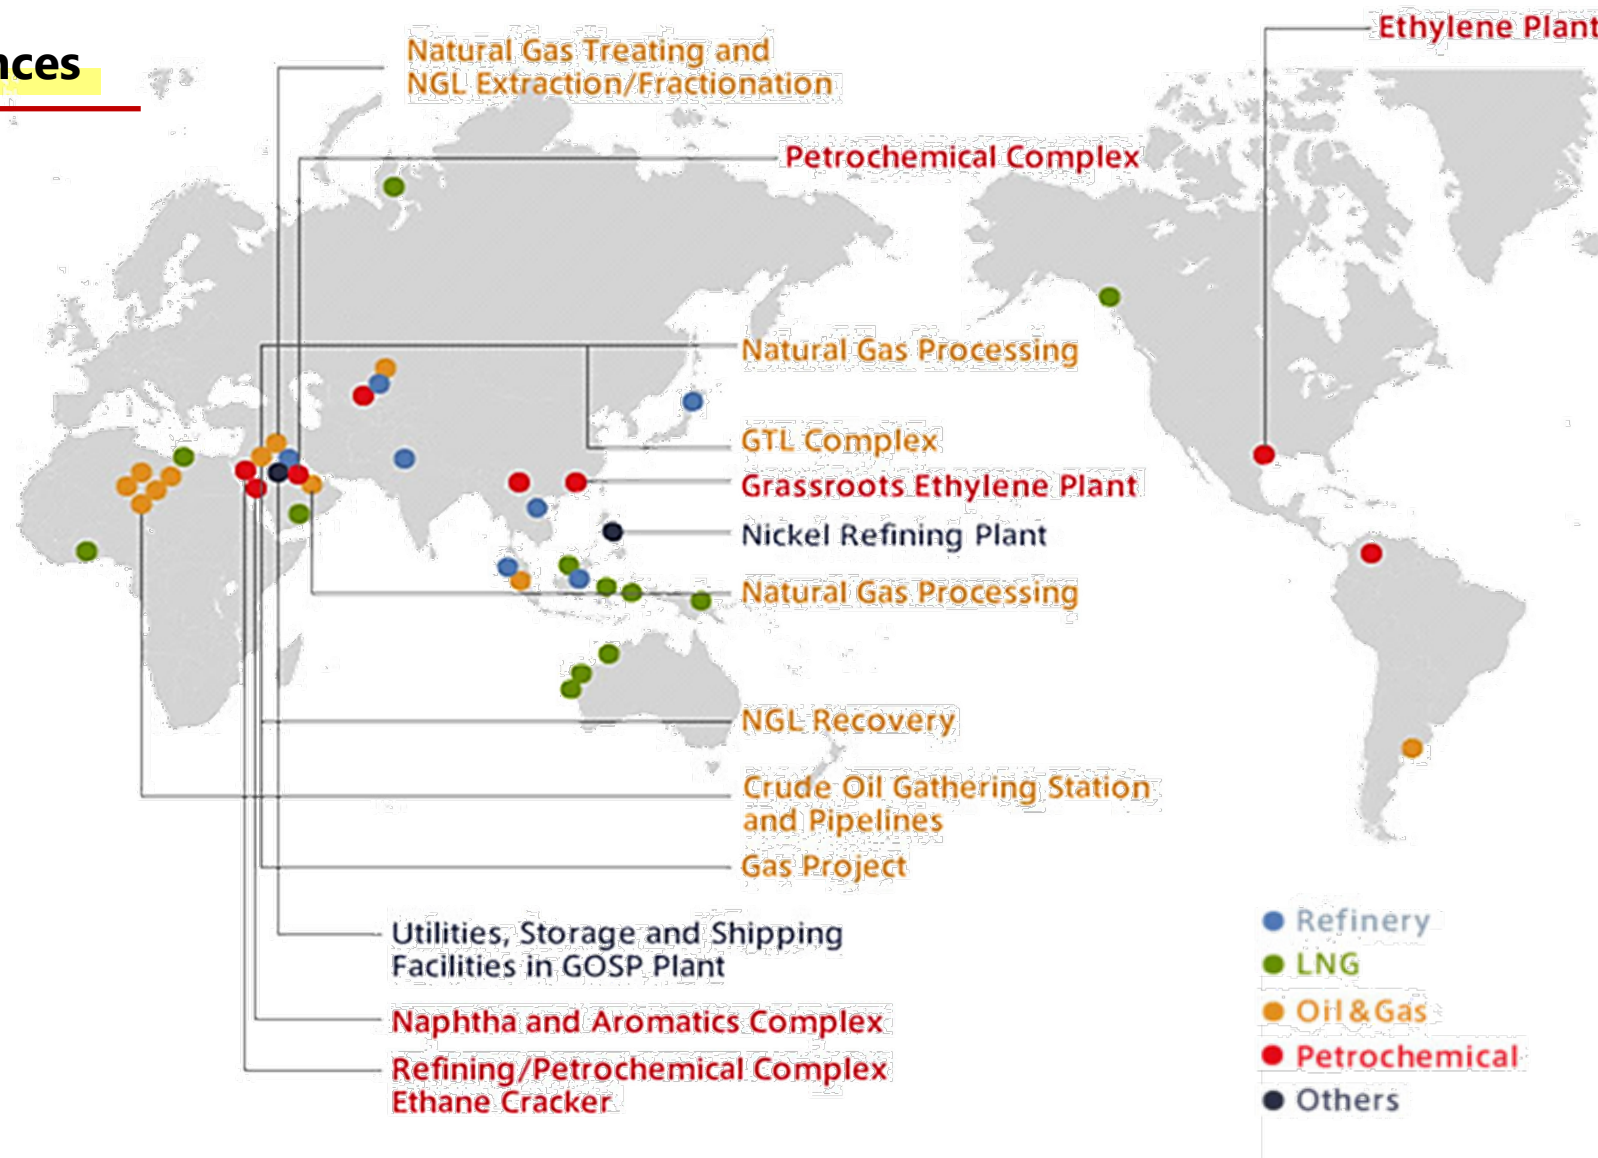 nces
Ethylene Plant
Natural Gas Treating and
NGL Extraction/Fractionation
Petrochemical Complex
Natural Gas Processing
GTL Complex
Grassroots Ethylene Plant
Nickel Refining Plant
Natural Gas Processing
NGL Recovery
Crude Oil Gathering Station
and Pipelines
Gas Project
Utilities, Storage and Shipping
Facilities in GOSP Plant
Naphtha and Aromatics Complex
Refining/Petrochemical Complex
Ethane Cracker
Refinery
LNG
Oil & Gas
Petrochemical
Others